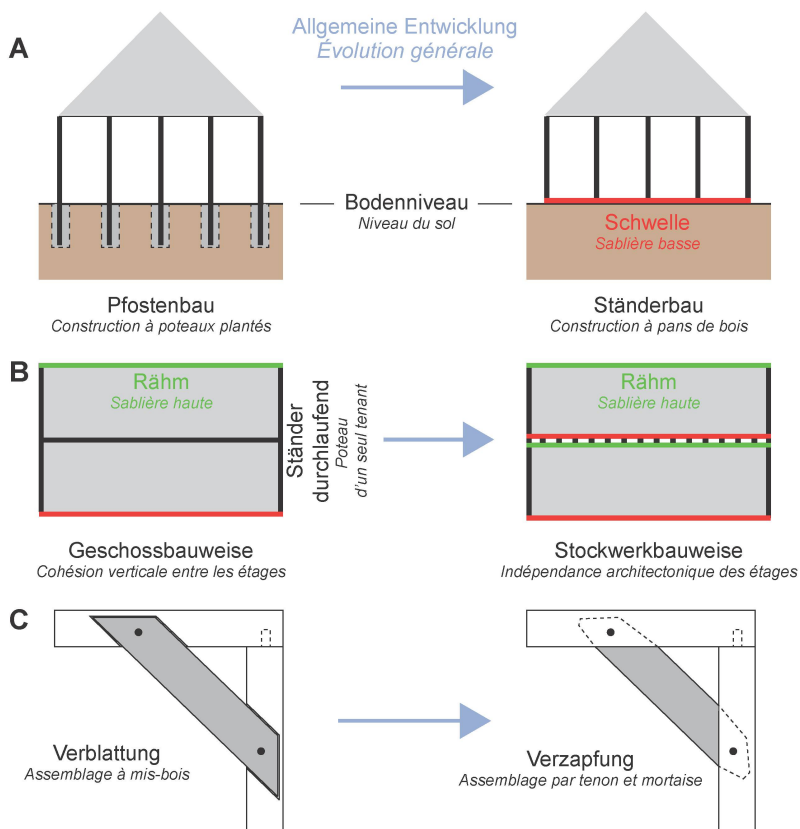 Allgemeine Entwicklung
Évolution générale
A
Bodenniveau
Niveau du sol
Schwelle
Sablière basse
Pfostenbau
Construction à poteaux plantés
Ständerbau
Construction à pans de bois
B
Rähm
Sablière haute
Ständer
durchlaufend
Poteau
d'un seul tenant
Rähm
Sablière haute
Geschossbauweise
Cohésion verticale entre les étages
Stockwerkbauweise
Indépendance architectonique des étages
C
Verblattung
Assemblage à mis-bois
Verzapfung
Assemblage par tenon et mortaise